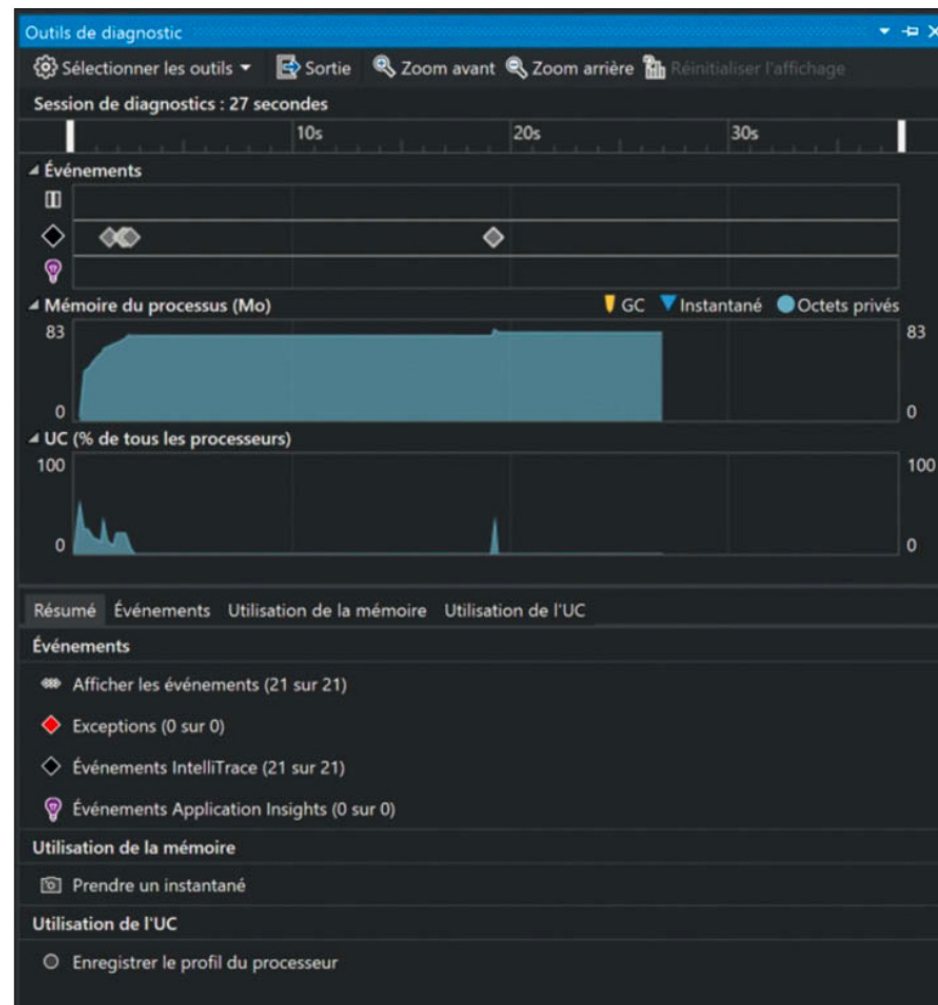 Outils de diagnostic
Sélectionner les outils Sortie Zoom avant Zoom arrière Réinitialiser l'affichage
Session de diagnostics : 27 secondes
10s 20s 30s
Événements
Mémoire du processus (Mo) GC Instantané Octets privés
83 83
0 0
UC (% de tous les processeurs)
100 100
0 0
Résumé Événements Utilisation de la mémoire Utilisation de l'UC
Événements
Afficher les événements (21 sur 21)
Exceptions (0 sur 0)
Événements IntelliTrace (21 sur 21)
Événements Application Insights (0 sur 0)
Utilisation de la mémoire
Prendre un instantané
Utilisation de l'UC
Enregistrer le profil du processeur